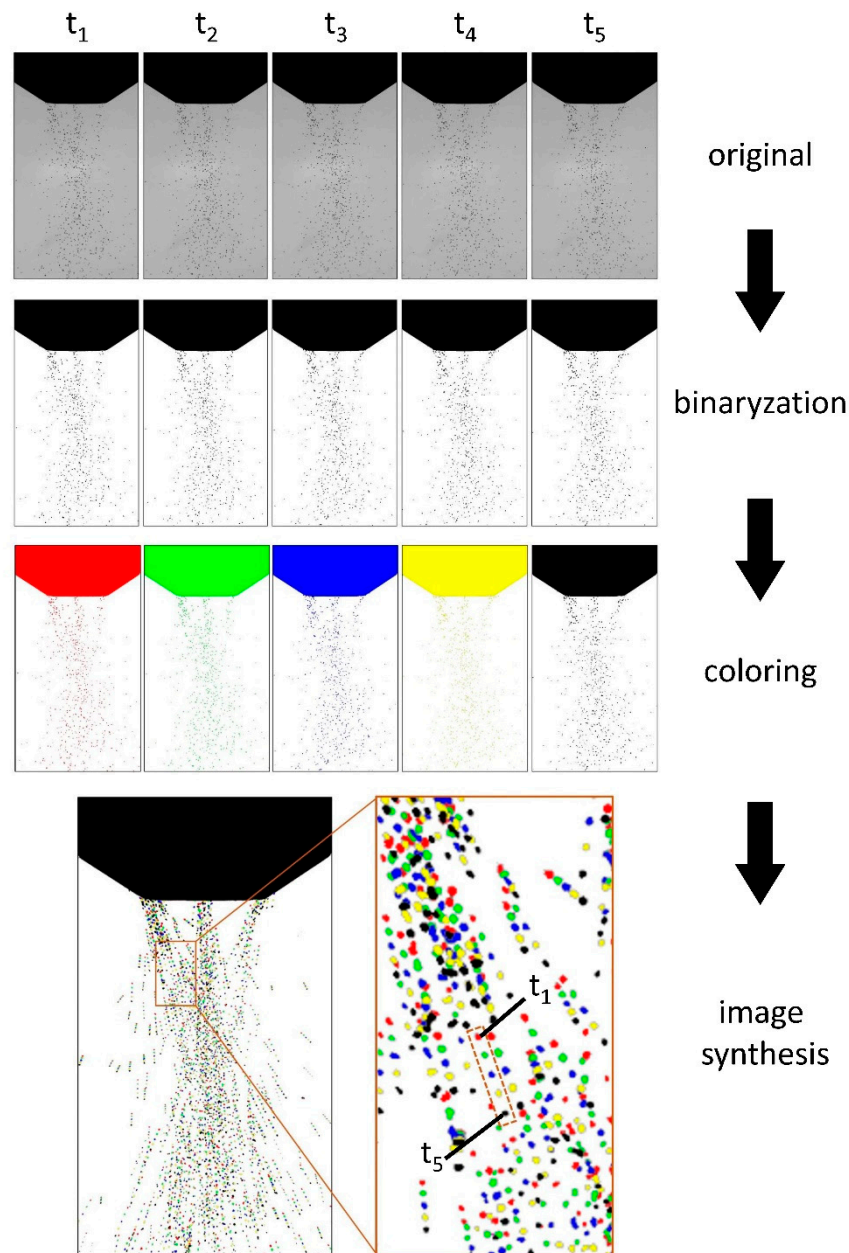 t1 t2 t3 t4 t5
original
binaryzation
coloring
t1
image
synthesis
t5